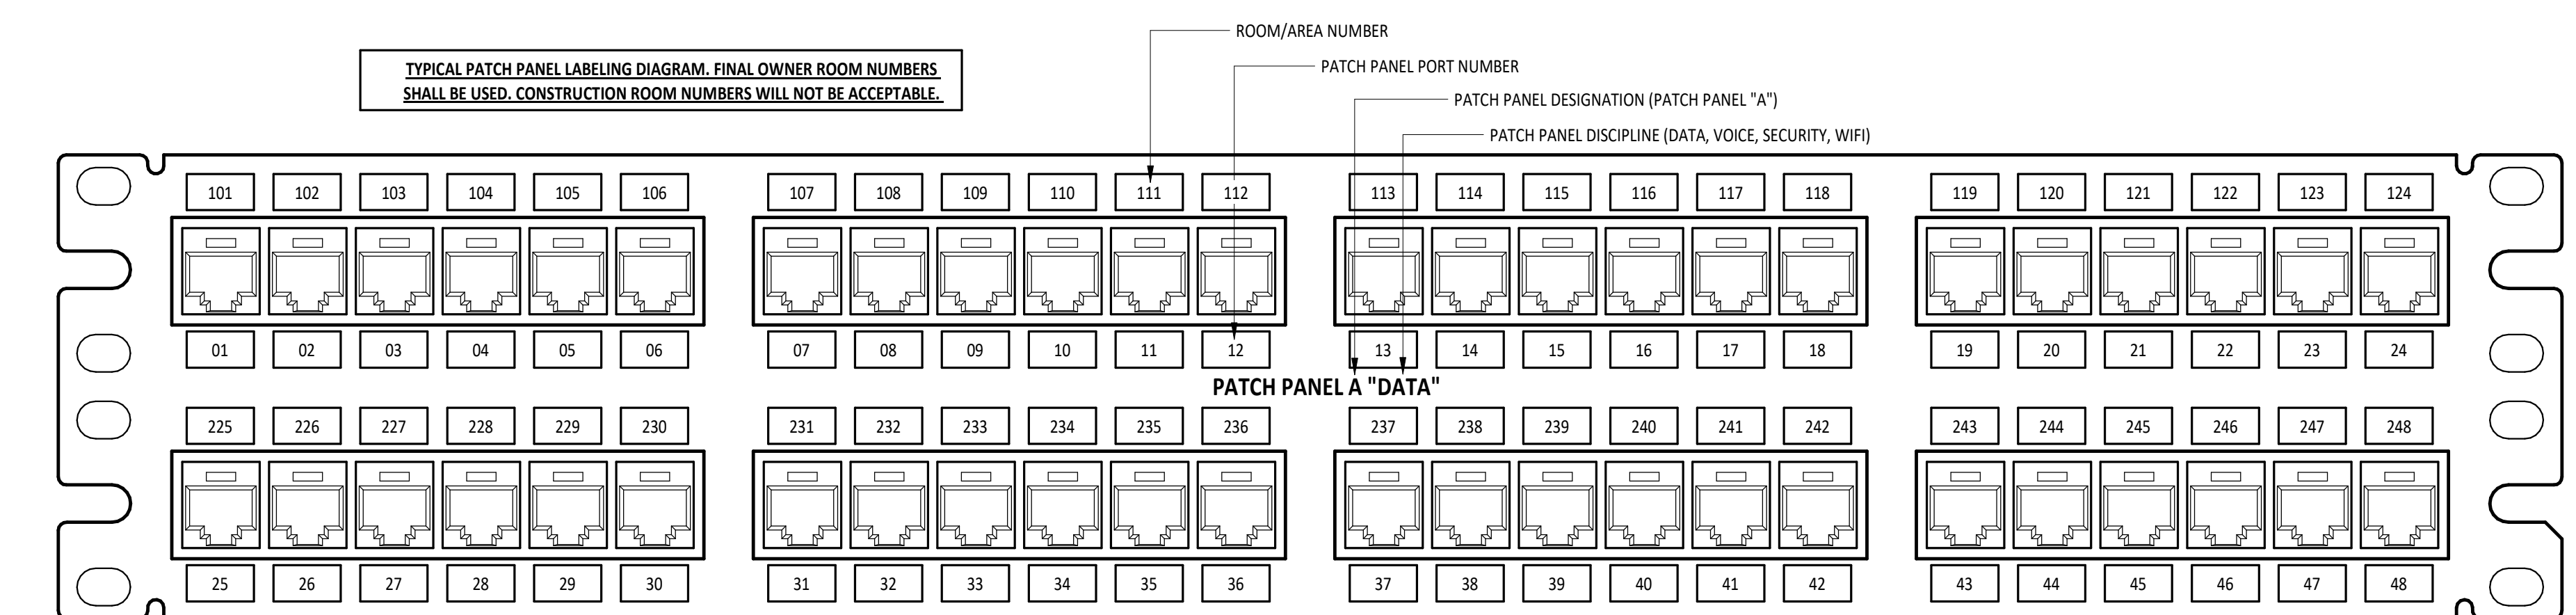 ROOM/AREA NUMBER
TYPICAL PATCH PANEL LABELING DIAGRAM. FINAL OWNER ROOM NUMBERS
SHALL BE USED. CONSTRUCTION ROOM NUMBERS WILL NOT BE ACCEPTABLE.
PATCH PANEL PORT NUMBER
PATCH PANEL DESIGNATION (PATCH PANEL "A")
PATCH PANEL DISCIPLINE (DATA, VOICE, SECURITY, WIFI)
101 102 103 104 105 106 107 108 109 110 111 112 113 114 115 116 117 118 119 120 121 122 123 124
01 02 03 04 05 06 07 08 09 10 11 12 13 14 15 16 17 18 19 20 21 22 23 24
PATCH PANEL A "DATA"
225 226 227 228 229 230 231 232 233 234 235 236 237 238 239 240 241 242 243 244 245 246 247 248
25 26 27 28 29 30 31 32 33 34 35 36 37 38 39 40 41 42 43 44 45 46 47 48